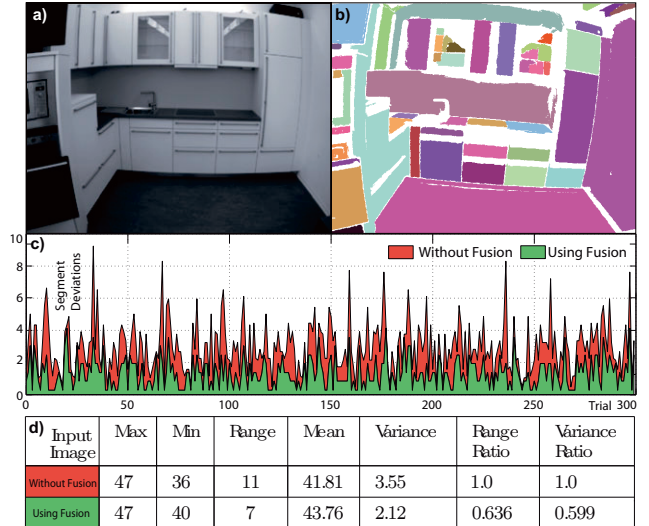 a)
b)
c)
10
8
6
4
2
0
Segment
Deviations
Without Fusion
Using Fusion
0 50 100 150 200 250 Trial 300
d) Input Image Max Min Range Mean Variance Range Ratio Variance Ratio
Without Fusion 47 36 11 41.81 3.55 1.0 1.0
Using Fusion 47 40 7 43.76 2.12 0.636 0.599